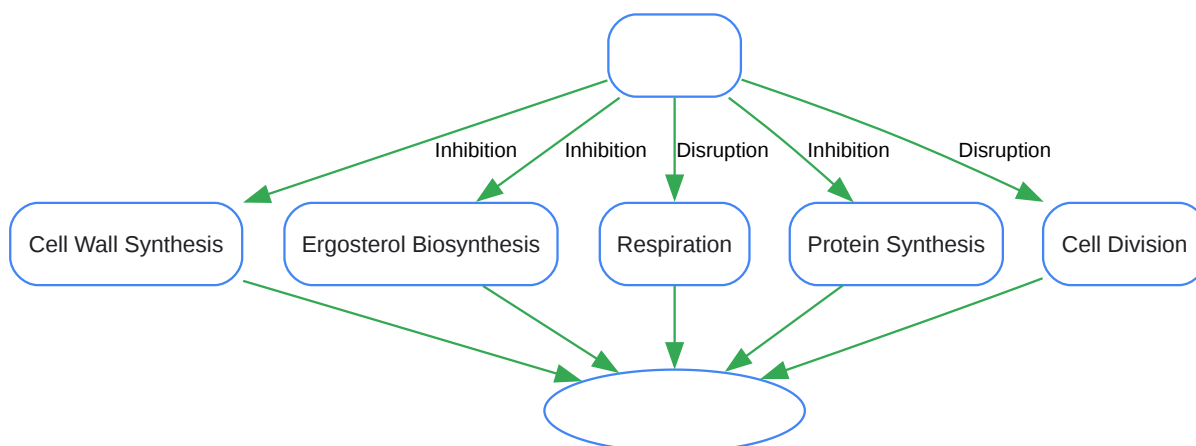 Inhibition
Inhibition
Disruption
Inhibition
Disruption
Cell Wall Synthesis
Ergosterol Biosynthesis
Respiration
Protein Synthesis
Cell Division